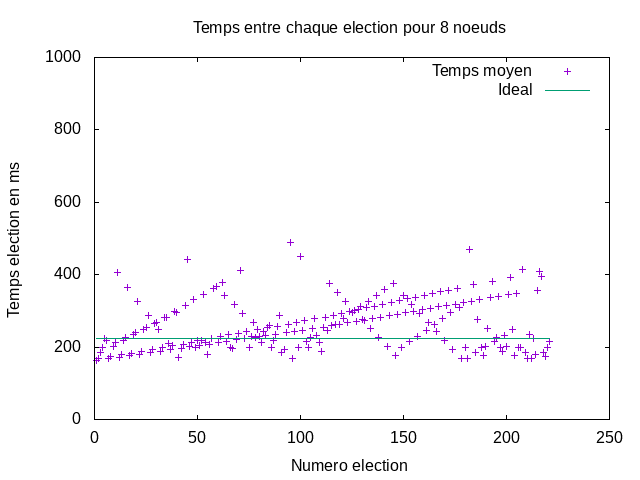 Temps entre chaque election pour 8 noeuds
1000
800
600
400
200
0
Temps election en ms
Temps moyen
Ideal
0 50 100 150 200 250
Numero election